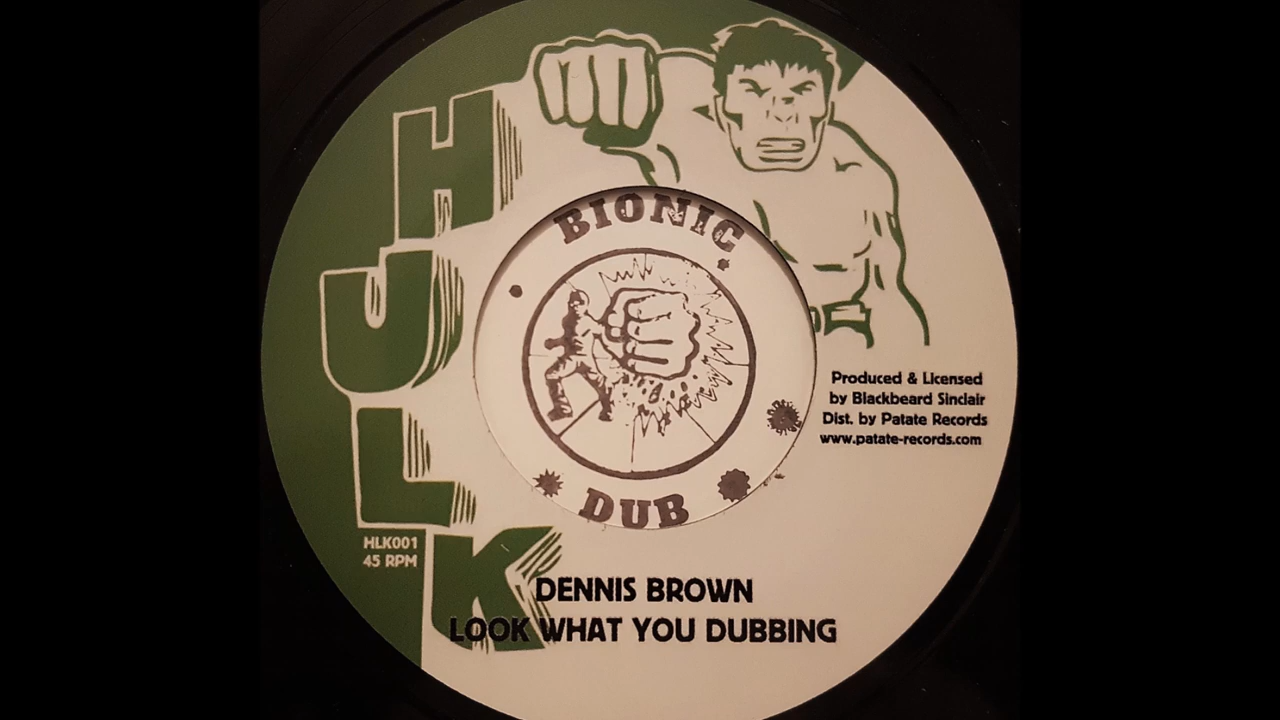 HULK
BIONIC
DUB
Produced & Licensed
by Blackbeard Sinclair
Dist. by Patate Records
www.patate-records.com
HLK001
45 RPM
DENNIS BROWN
LOOK WHAT YOU DUBBING